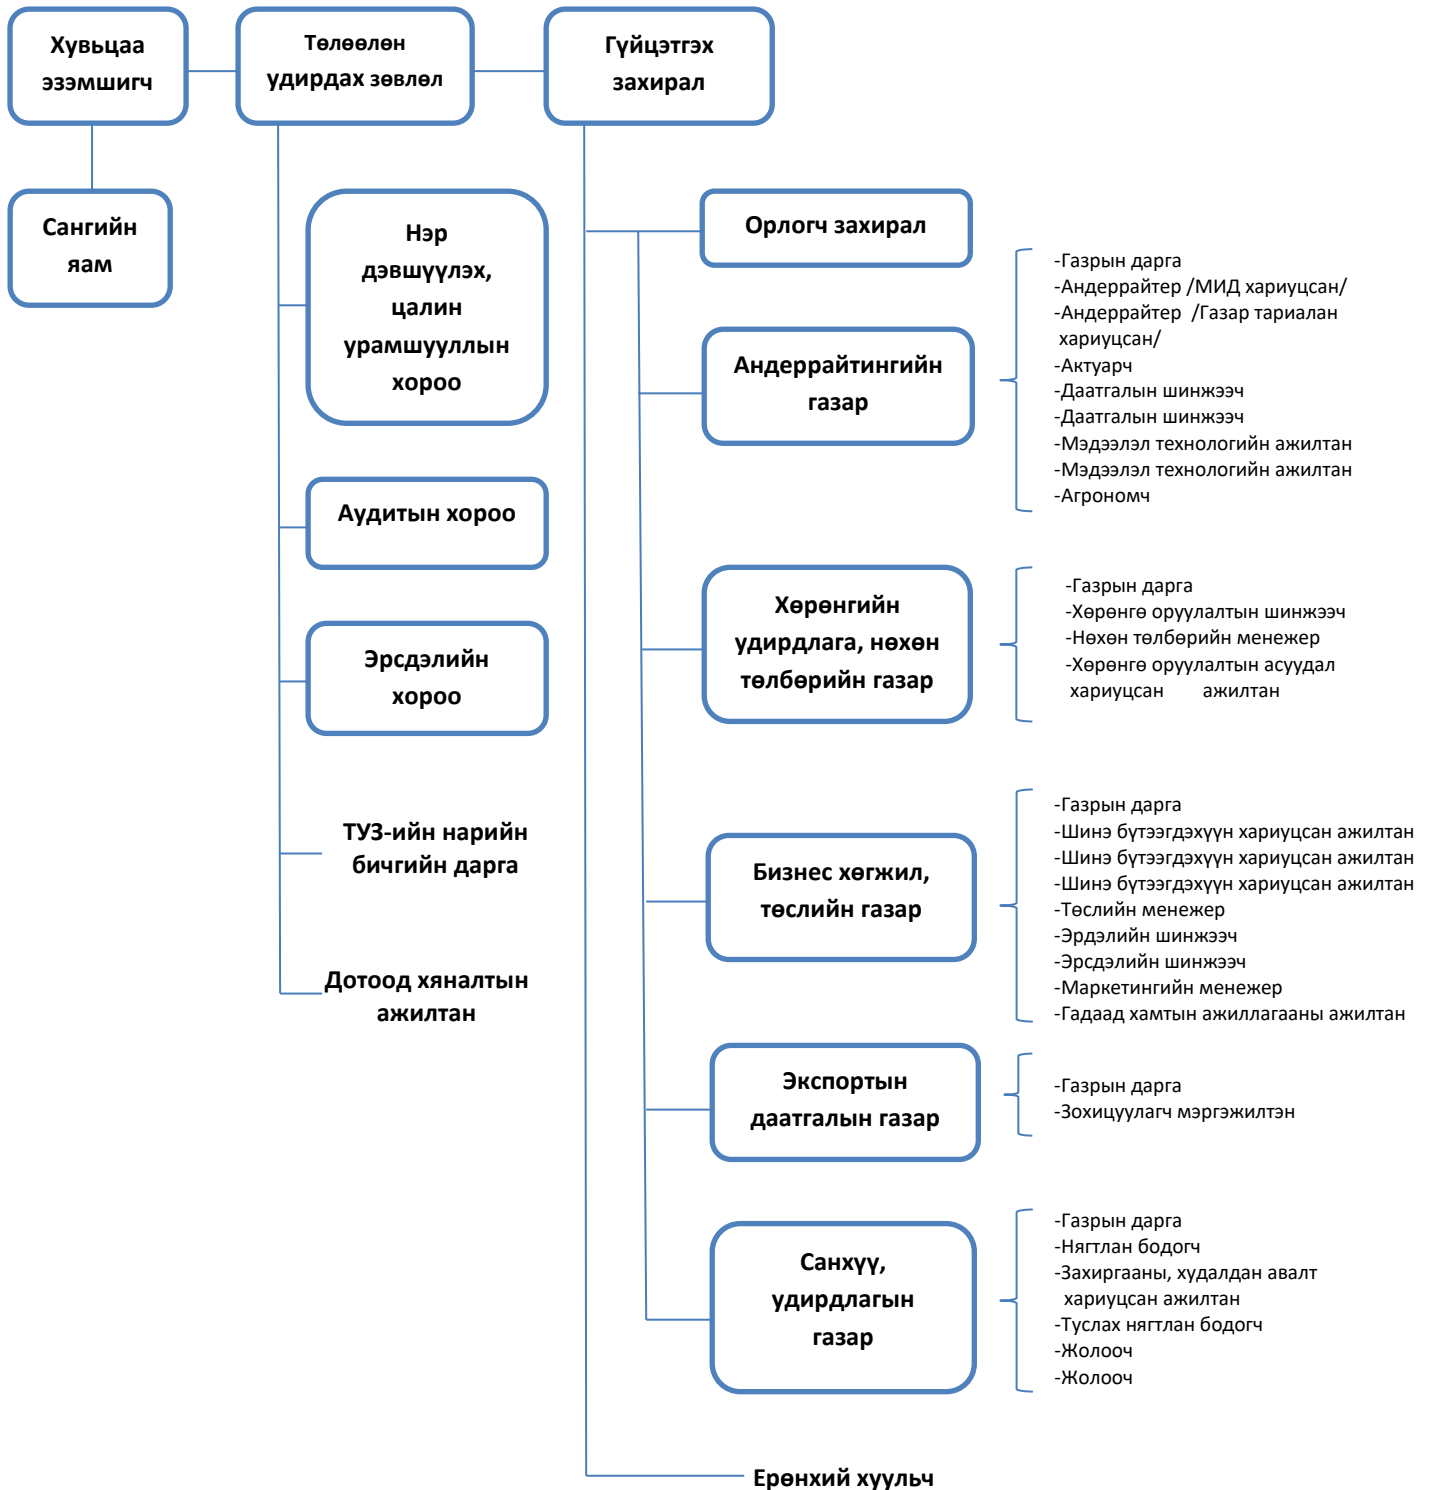 Хувьцаа
эзэмшигч
Төлөөлөн
удирдах зөвлөл
Гүйцэтгэх
захирал
Сангийн
яам
Нэр
дэвшүүлэх,
цалин
урамшууллын
хороо
Аудитын хороо
Эрсдэлийн
хороо
ТУЗ-ийн нарийн
бичгийн дарга
Дотоод хяналтын
ажилтан
Орлогч захирал
Андеррайтингийн
газар
-Газрын дарга
-Андеррайтер /МИД хариуцсан/
-Андеррайтер /Газар тариалан
хариуцсан/
-Актуарч
-Даатгалын шинжээч
-Даатгалын шинжээч
-Мэдээлэл технологийн ажилтан
-Мэдээлэл технологийн ажилтан
-Агрономч
Хөрөнгийн
удирдлага, нөхөн
төлбөрийн газар
-Газрын дарга
-Хөрөнгө оруулалтын шинжээч
-Нөхөн төлбөрийн менежер
-Хөрөнгө оруулалтын асуудал
хариуцсан ажилтан
Бизнес хөгжил,
төслийн газар
-Газрын дарга
-Шинэ бүтээгдэхүүн хариуцсан ажилтан
-Шинэ бүтээгдэхүүн хариуцсан ажилтан
-Шинэ бүтээгдэхүүн хариуцсан ажилтан
-Төслийн менежер
-Эрдэлийн шинжээч
-Эрсдэлийн шинжээч
-Маркетингийн менежер
-Гадаад хамтын ажиллагааны ажилтан
Экспортын
даатгалын газар
-Газрын дарга
-Зохицуулагч мэргэжилтэн
Санхүү,
удирдлагын
газар
-Газрын дарга
-Нягтлан бодогч
-Захиргааны, худалдан авалт
хариуцсан ажилтан
-Туслах нягтлан бодогч
-Жолооч
-Жолооч
Ерөнхий хуульч